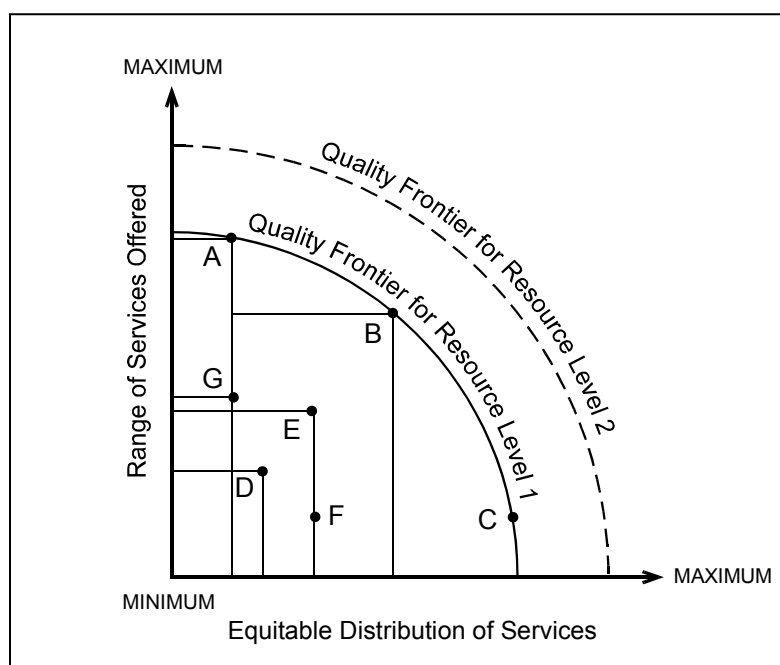 MAXIMUM
Range of Services Offered
Quality Frontier for Resource Level 2
Quality Frontier for Resource Level 1
A
B
G
E
D
F
C
MINIMUM
MAXIMUM
Equitable Distribution of Services